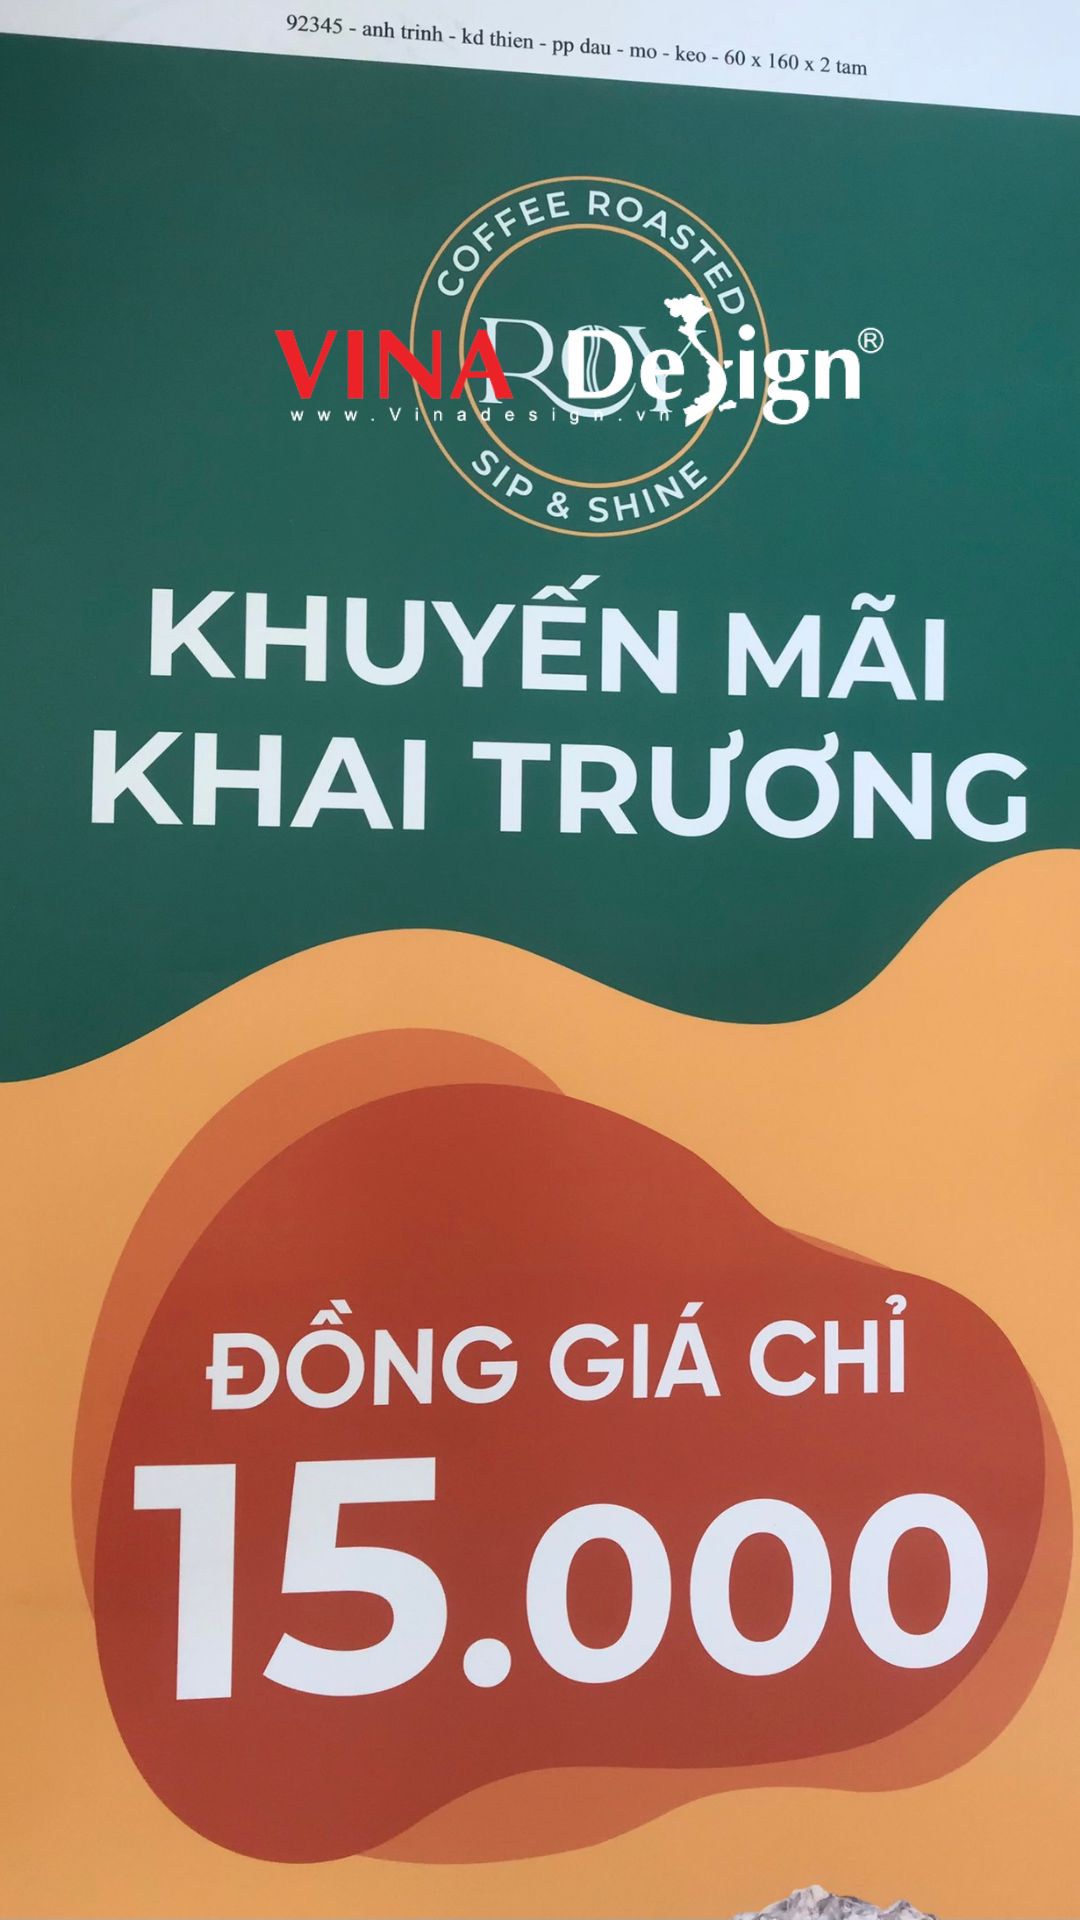 92345 - anh trinh - kd thien - pp dau - mo - keo - 60 x 160 x 2 tam
COFFEE ROASTED
VINA DeSign®
www.Vinadesign.vn
SIP & SHINE
KHUYẾN MÃI
KHAI TRƯƠNG
ĐỒNG GIÁ CHỈ
15.000